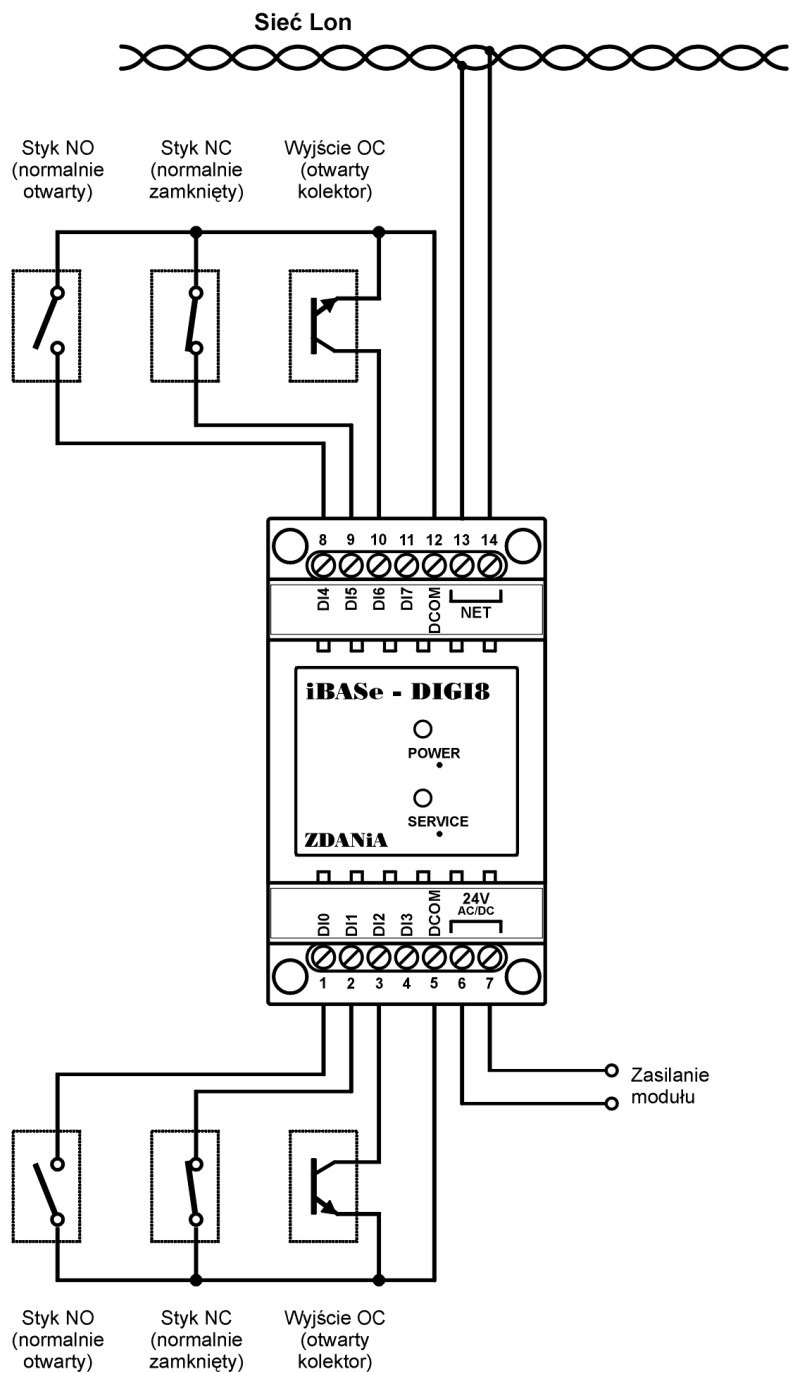 Sieć Lon
Styk NO
(normalnie
otwarty)
Styk NC
(normalnie
zamknięty)
Wyjście OC
(otwarty
kolektor)
8 9 10 11 12 13 14
DI4 DI5 DI6 DI7 DCOM NET
iBASe - DIGI8
POWER
SERVICE
ZDANiA
DI0 DI1 DI2 DI3 DCOM 24V
AC/DC
1 2 3 4 5 6 7
Zasilanie
modułu
Styk NO
(normalnie
otwarty)
Styk NC
(normalnie
zamknięty)
Wyjście OC
(otwarty
kolektor)